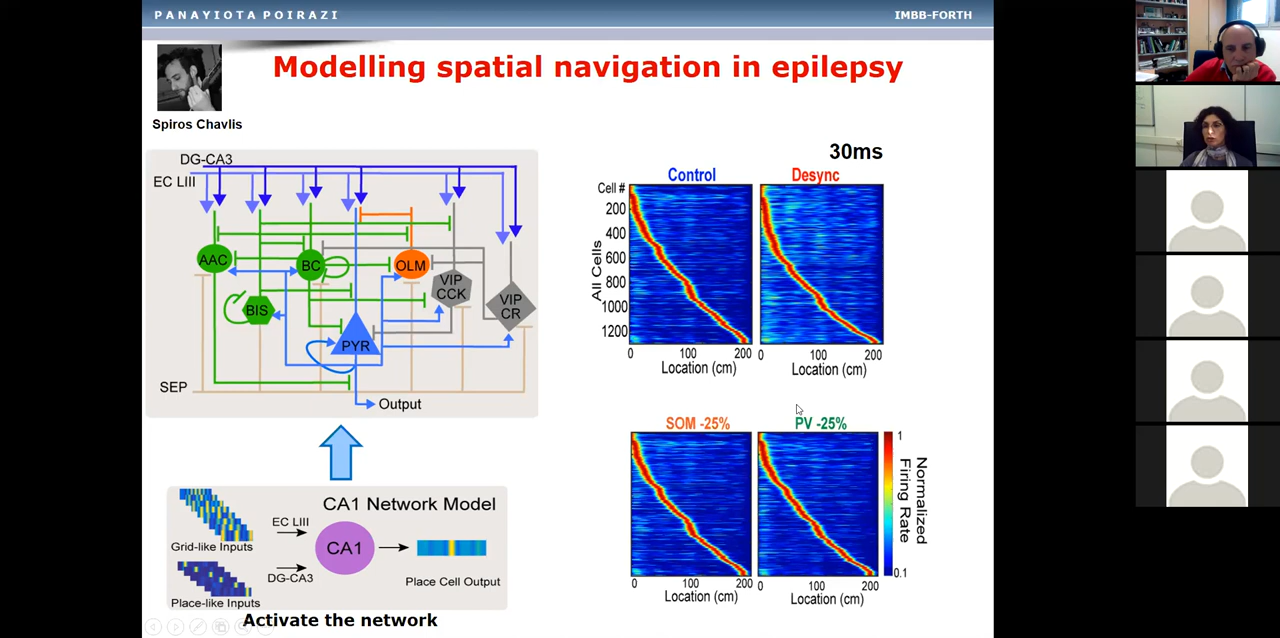 PANAYIOTA POIRAZI
IMBB-FORTH
Modelling spatial navigation in epilepsy
Spiros Chavlis
DG-CA3
EC LIII
AAC
BC
OLM
VIP
CCK
VIP
CR
BIS
PYR
SEP
Output
CA1 Network Model
EC LIII
Grid-like Inputs
CA1
DG-CA3
Place Cell Output
Place-like Inputs
Activate the network
30ms
Control
Desync
Cell #
200
400
600
800
1000
1200
All Cells
0
100
200
Location (cm)
0
100
200
Location (cm)
SOM -25%
PV -25%
0
100
200
Location (cm)
0
100
200
Location (cm)
1
0.1
Normalized
Firing Rate